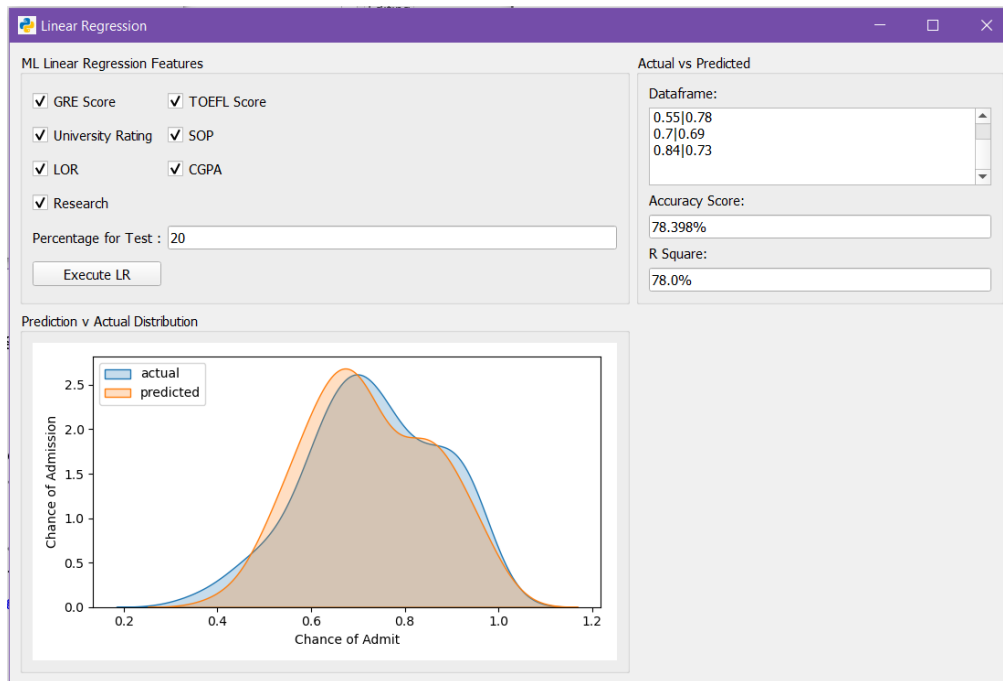 Linear Regression
ML Linear Regression Features
GRE Score
TOEFL Score
University Rating
SOP
LOR
CGPA
Research
Percentage for Test : 20
Execute LR
Actual vs Predicted
Dataframe:
0.55|0.78
0.7|0.69
0.84|0.73
Accuracy Score:
78.398%
R Square:
78.0%
Prediction v Actual Distribution
actual
predicted
Chance of Admission
2.5
2.0
1.5
1.0
0.5
0.0
0.2 0.4 0.6 0.8 1.0 1.2
Chance of Admit